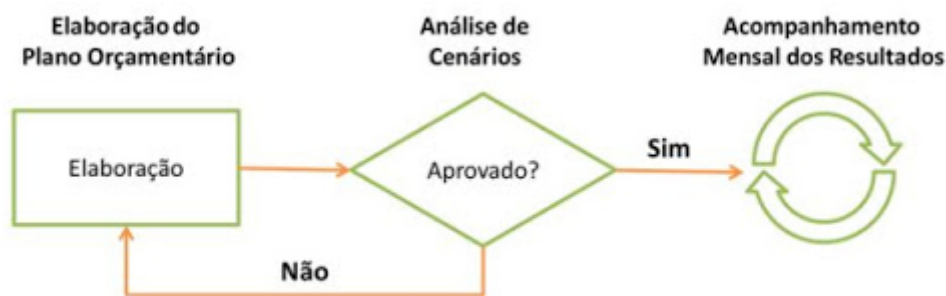 Elaboração do
Plano Orçamentário
Análise de
Cenários
Acompanhamento
Mensal dos Resultados
Elaboração
Aprovado?
Sim
Não